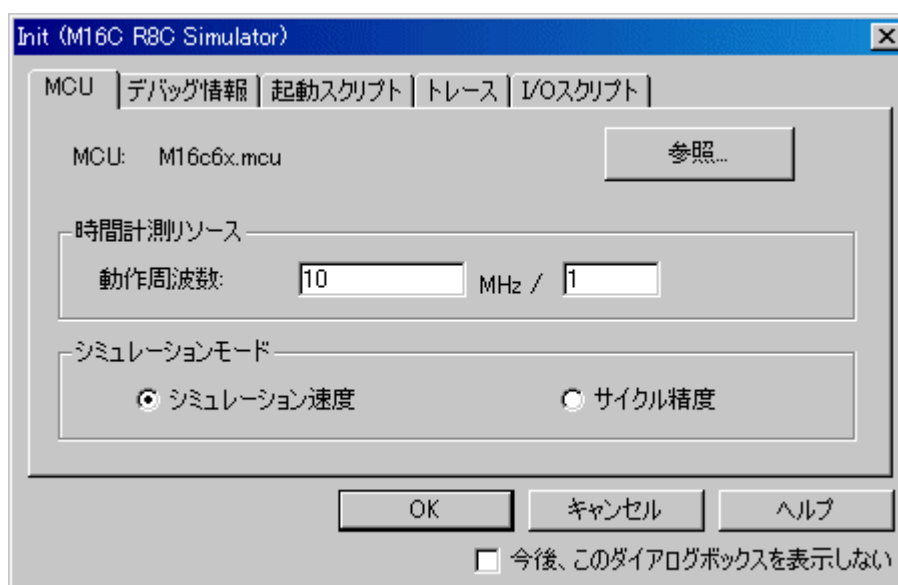 Init (M16C R8C Simulator)
MCU デバッグ情報 起動スクリプト トレース I/Oスクリプト
MCU: M16c6x.mcu 参照...
時間計測リソース
動作周波数: 10 MHz / 1
シミュレーションモード
シミュレーション速度 サイクル精度
OK キャンセル ヘルプ
今後、このダイアログボックスを表示しない